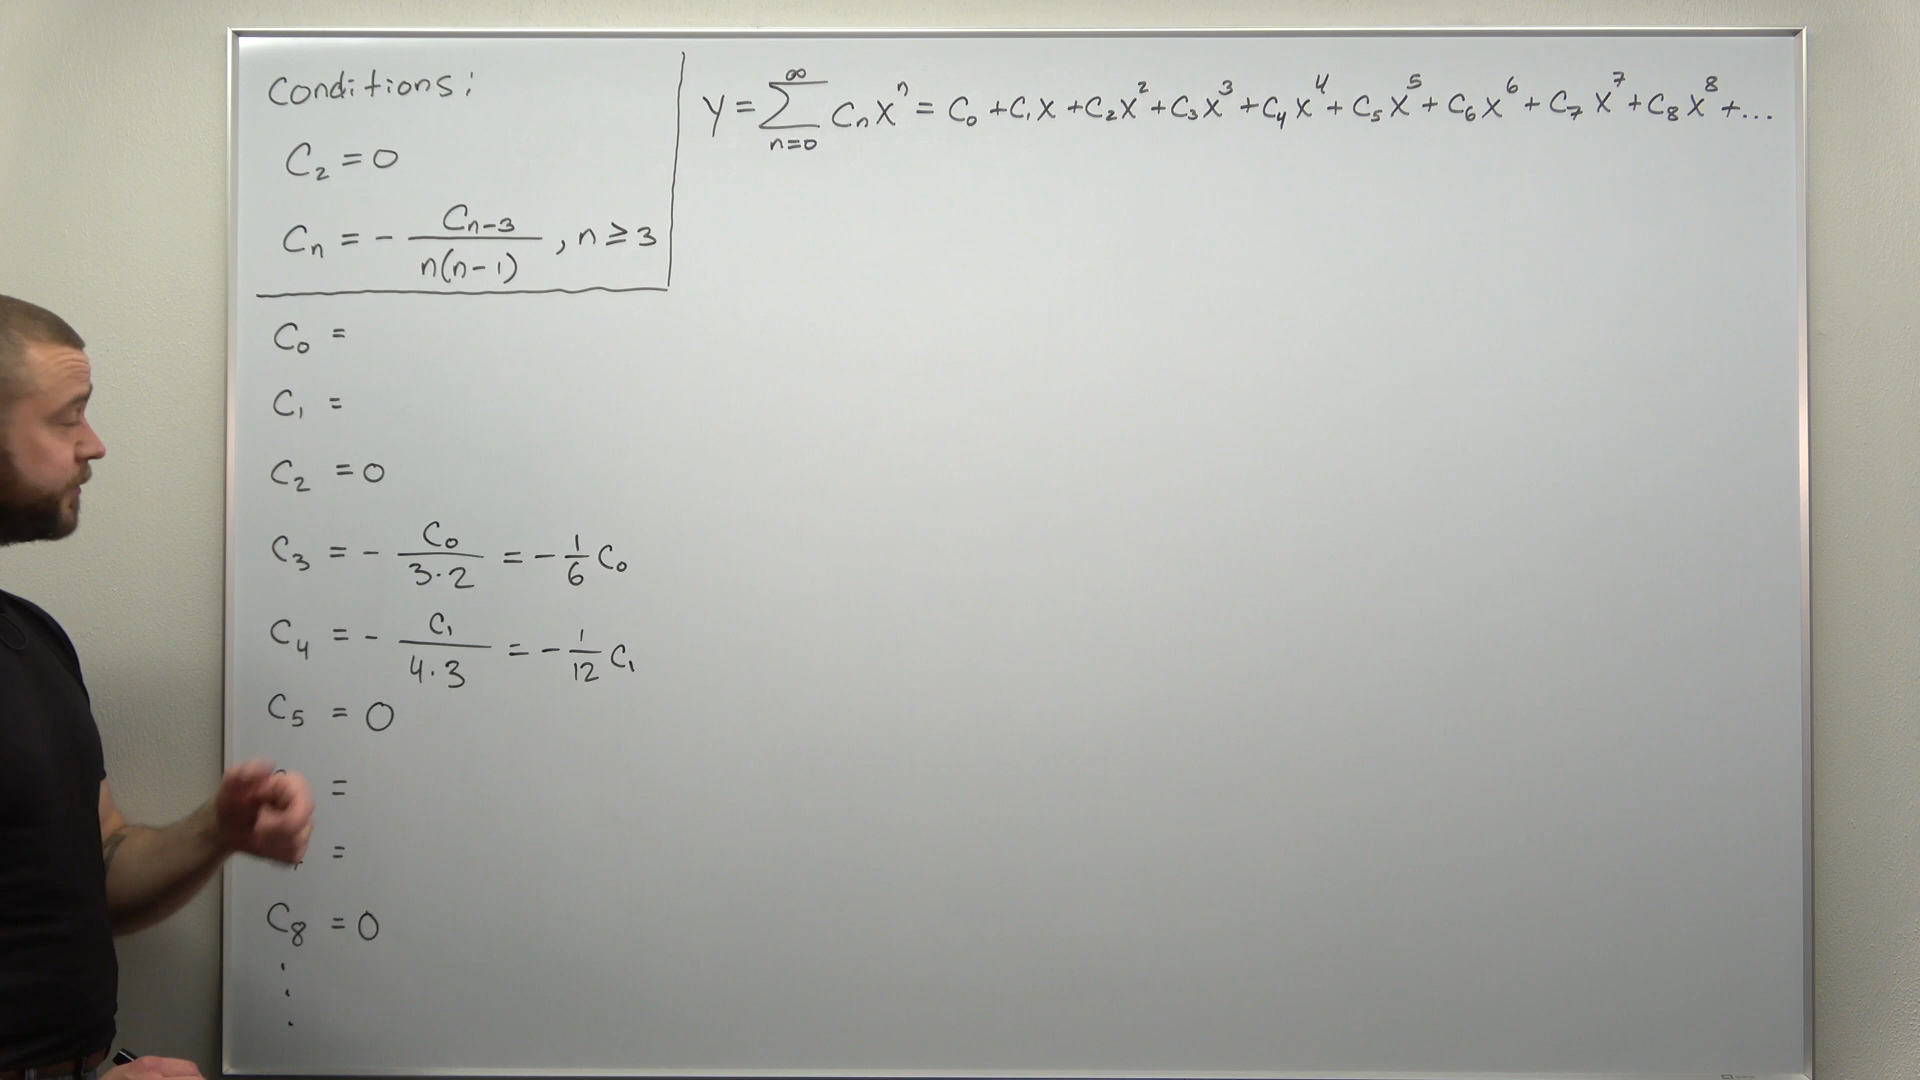 Conditions:
C₂ = 0
Cₙ = - Cₙ₋₃ / n(n-1) , n ≥ 3
y = ∑_{n=0}^{∞} Cₙxⁿ = C₀ + C₁x + C₂x² + C₃x³ + C₄x⁴ + C₅x⁵ + C₆x⁶ + C₇x⁷ + C₈x⁸ + ...
C₀ =
C₁ =
C₂ = 0
C₃ = - C₀ / 3·2 = - 1/6 C₀
C₄ = - C₁ / 4·3 = - 1/12 C₁
C₅ = 0
=
=
C₈ = 0
⋮